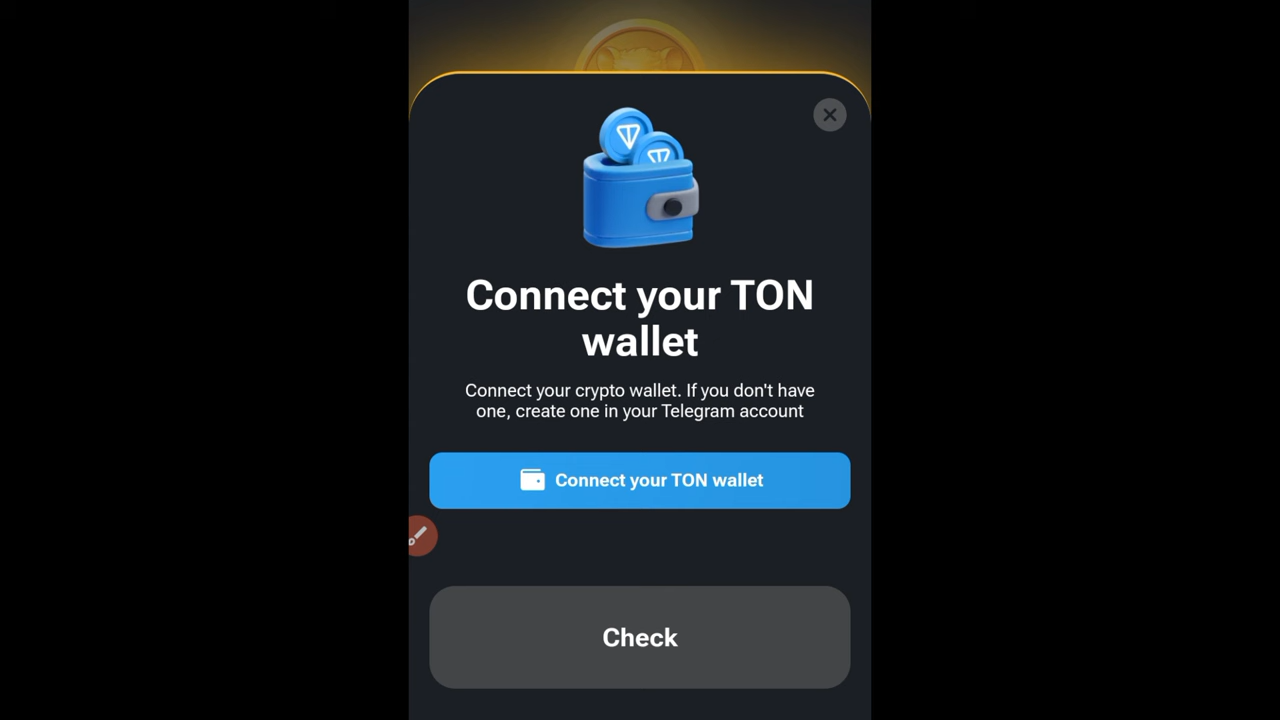 Connect your TON
wallet
Connect your crypto wallet. If you don't have
one, create one in your Telegram account
Connect your TON wallet
Check